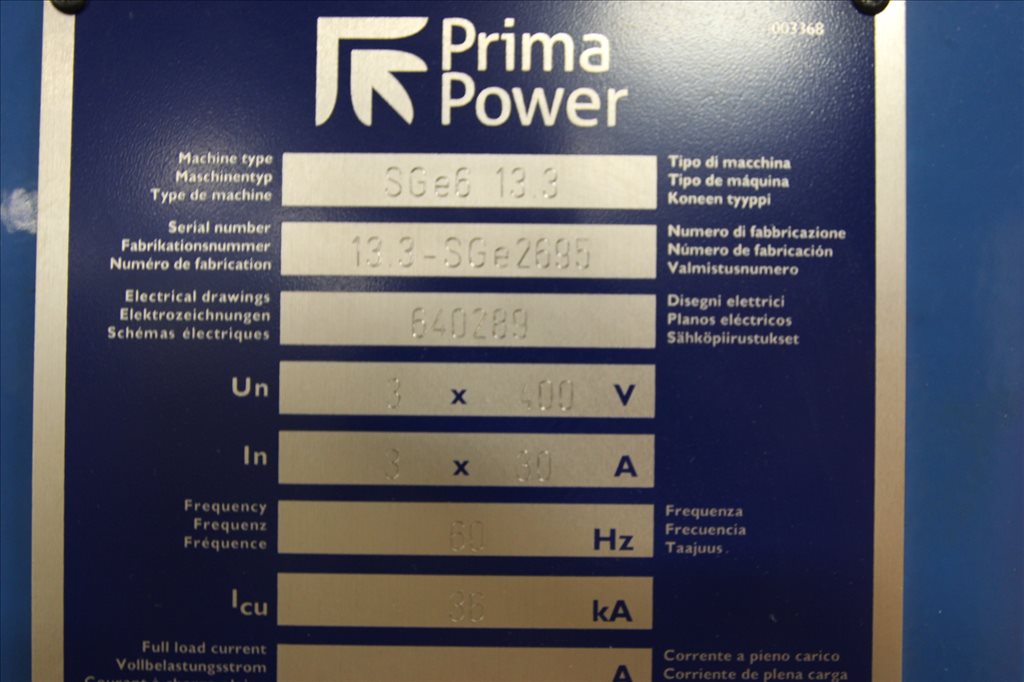 Prima
Power
003368
Machine type
Maschinentyp
Type de machine
SGe6 13.3
Tipo di macchina
Tipo de máquina
Koneen tyyppi
Serial number
Fabrikationsnummer
Numéro de fabrication
13.3-SGe2685
Numero di fabbricazione
Número de fabricación
Valmistusnumero
Electrical drawings
Elektrozeichnungen
Schémas électriques
640289
Disegni elettrici
Planos eléctricos
Sähköpiirustukset
Un 3 x 400 V
In 3 x 30 A
Frequency
Frequenz
Fréquence
60 Hz
Frequenza
Frecuencia
Taajuus
Icu 36 kA
Full load current
Vollbelastungsstrom
A
Corrente a pieno carico
Corriente de plena carga